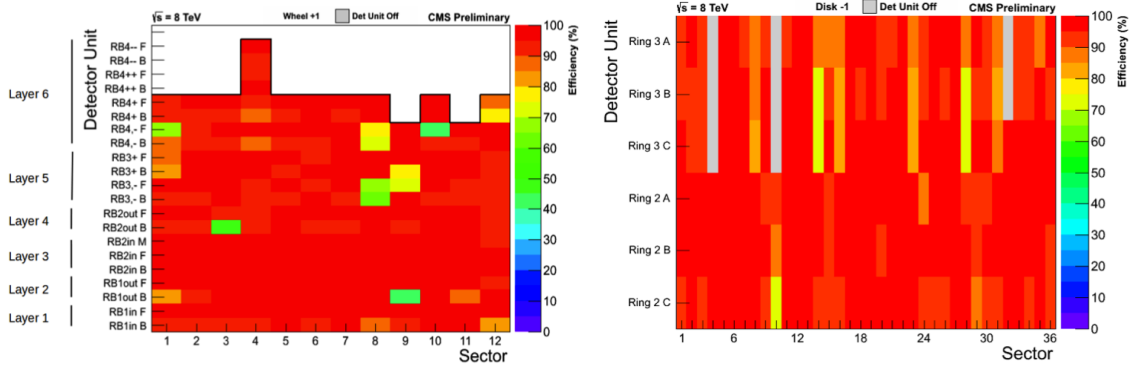 √s = 8 TeV Wheel +1 Det Unit Off CMS Preliminary
Detector Unit
RB4-- F
RB4-- B
RB4++ F
RB4++ B
RB4+ F
RB4+ B
RB4,- F
RB4,- B
RB3+ F
RB3+ B
RB3,- F
RB3,- B
RB2out F
RB2out B
RB2in M
RB2in F
RB2in B
RB1out F
RB1out B
RB1in F
RB1in B
Layer 6
Layer 5
Layer 4
Layer 3
Layer 2
Layer 1
1 2 3 4 5 6 7 8 9 10 11 12
Sector
100
90
80
70
60
50
40
30
20
10
0
Efficiency (%)
√s = 8 TeV Disk -1 Det Unit Off CMS Preliminary
Detector Unit
Ring 3 A
Ring 3 B
Ring 3 C
Ring 2 A
Ring 2 B
Ring 2 C
1 6 12 18 24 30 36
Sector
100
90
80
70
60
50
40
30
20
10
0
Efficiency (%)